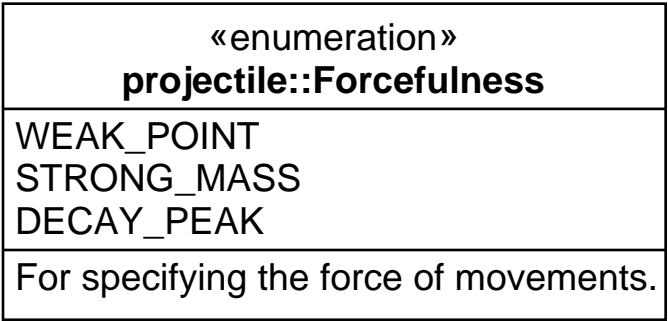 «enumeration»
projectile::Forcefulness
WEAK_POINT
STRONG_MASS
DECAY_PEAK
For specifying the force of movements.